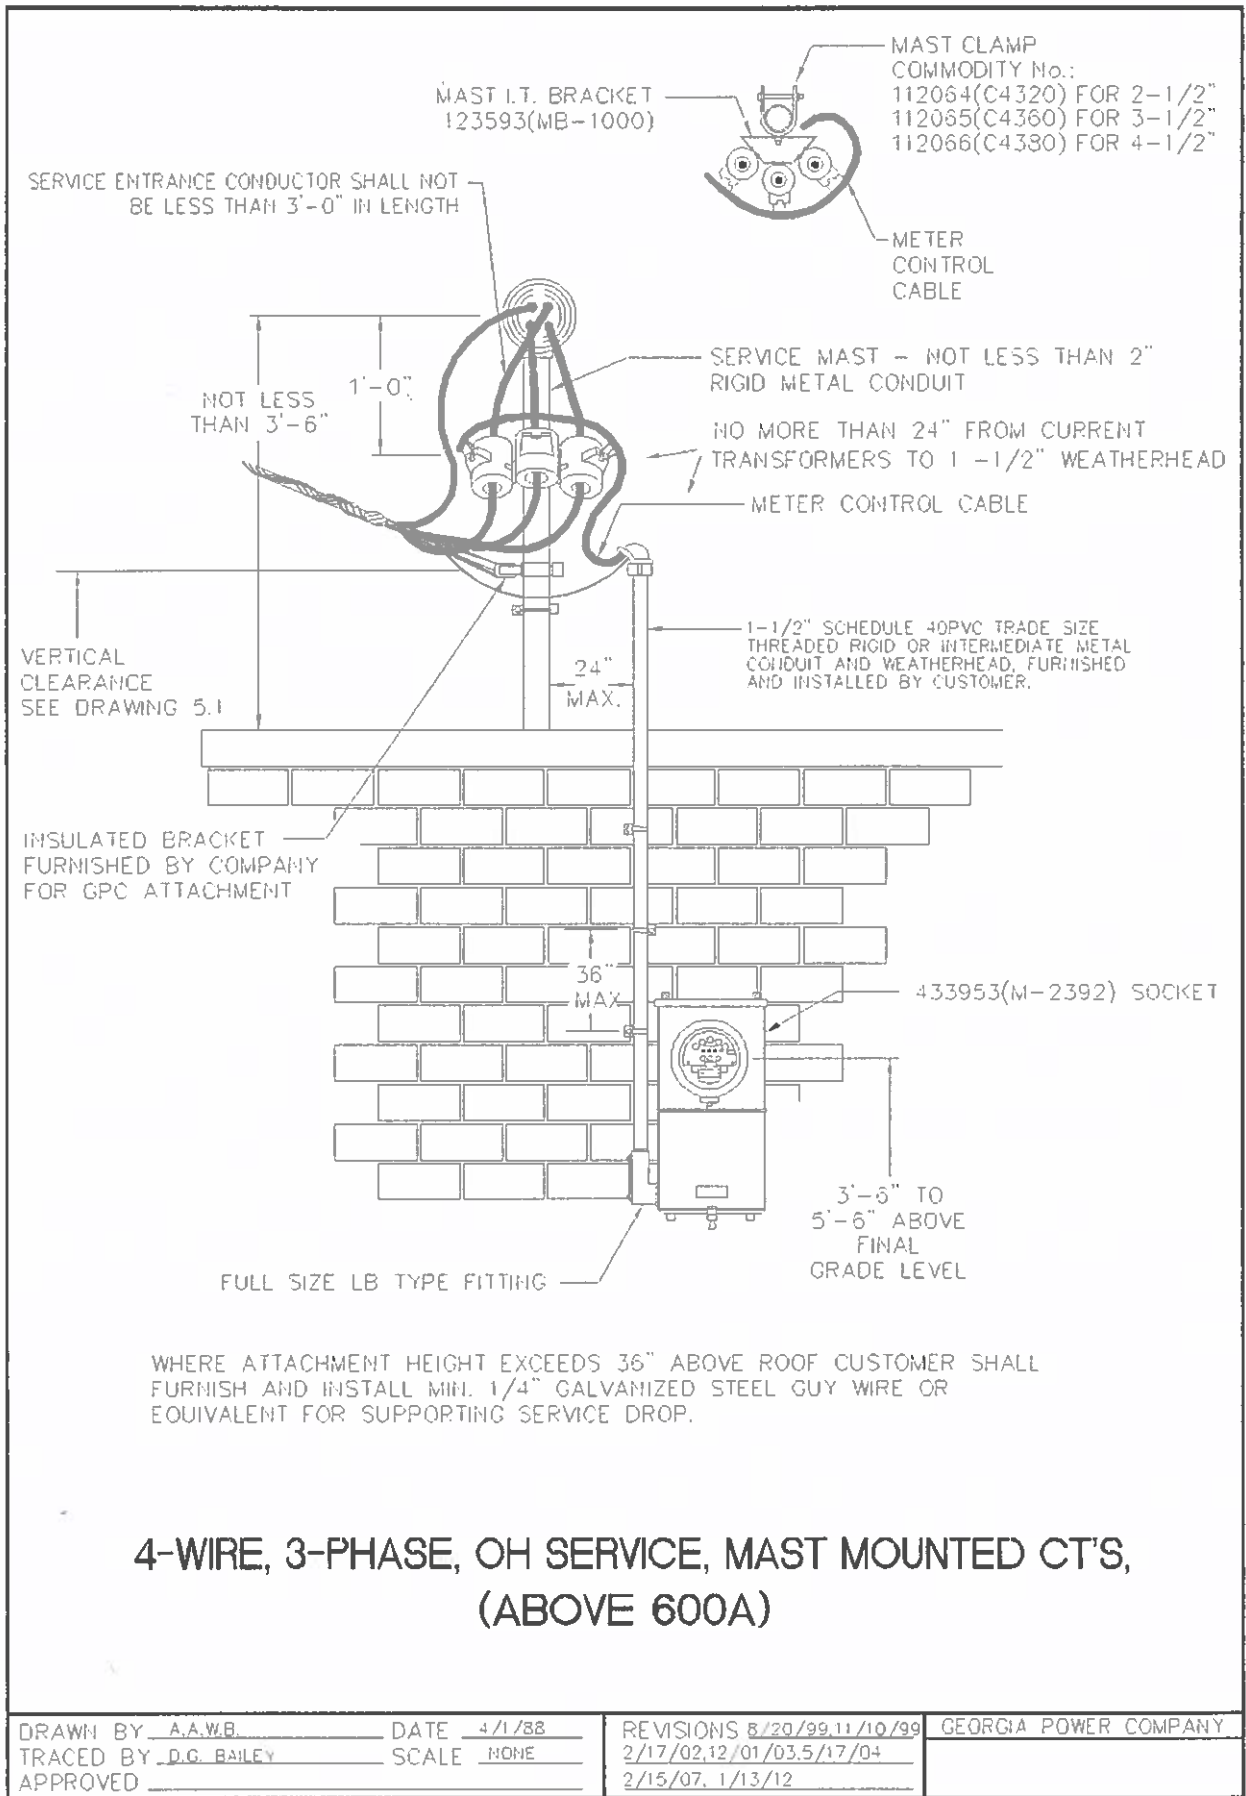 MAST CLAMP
COMMODITY No.:
112064(C4320) FOR 2-1/2"
112065(C4360) FOR 3-1/2"
112066(C4380) FOR 4-1/2"
MAST I.T. BRACKET
123593(MB-1000)
SERVICE ENTRANCE CONDUCTOR SHALL NOT
BE LESS THAN 3'-0" IN LENGTH
METER
CONTROL
CABLE
SERVICE MAST - NOT LESS THAN 2"
RIGID METAL CONDUIT
1'-0"
NOT LESS
THAN 3'-6"
NO MORE THAN 24" FROM CURRENT
TRANSFORMERS TO 1 -1/2" WEATHERHEAD
METER CONTROL CABLE
1-1/2" SCHEDULE 40PVC TRADE SIZE
THREADED RIGID OR INTERMEDIATE METAL
CONDUIT AND WEATHERHEAD, FURNISHED
AND INSTALLED BY CUSTOMER.
VERTICAL
CLEARANCE
SEE DRAWING 5.1
24"
MAX.
INSULATED BRACKET
FURNISHED BY COMPANY
FOR GPC ATTACHMENT
36"
MAX
433953(M-2392) SOCKET
3'-6" TO
5'-6" ABOVE
FINAL
GRADE LEVEL
FULL SIZE LB TYPE FITTING
WHERE ATTACHMENT HEIGHT EXCEEDS 36" ABOVE ROOF CUSTOMER SHALL
FURNISH AND INSTALL MIN. 1/4" GALVANIZED STEEL GUY WIRE OR
EQUIVALENT FOR SUPPORTING SERVICE DROP.
4-WIRE, 3-PHASE, OH SERVICE, MAST MOUNTED CT'S,
(ABOVE 600A)
DRAWN BY A.A.W.B. DATE 4/1/88
TRACED BY D.G. BAILEY SCALE NONE
APPROVED
REVISIONS 8/20/99,11/10/99
2/17/02,12/01/03,5/17/04
2/15/07, 1/13/12
GEORGIA POWER COMPANY